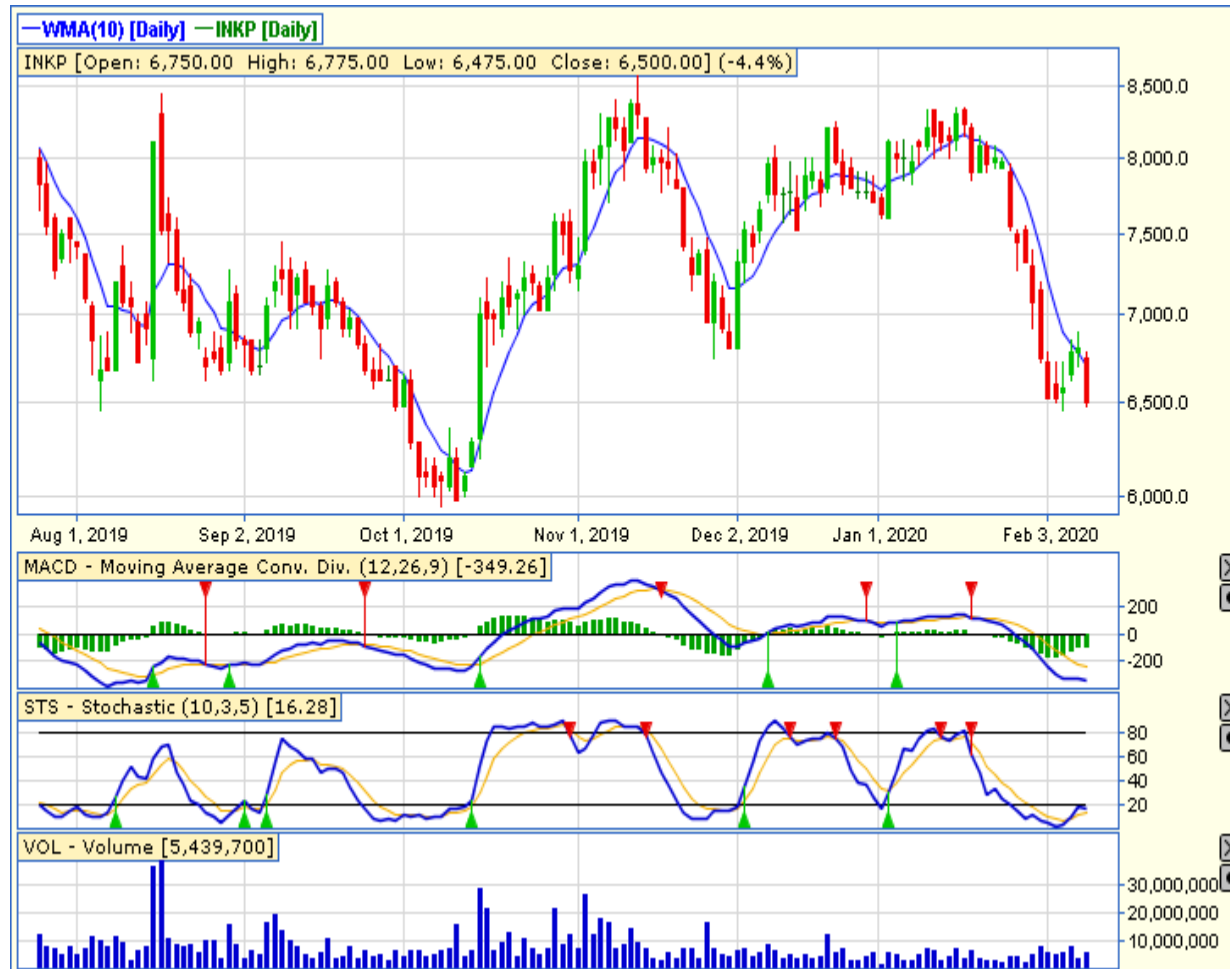 WMA(10) [Daily] INKP [Daily]
INKP [Open: 6,750.00 High: 6,775.00 Low: 6,475.00 Close: 6,500.00] (-4.4%)
8,500.0
8,000.0
7,500.0
7,000.0
6,500.0
6,000.0
Aug 1, 2019 Sep 2, 2019 Oct 1, 2019 Nov 1, 2019 Dec 2, 2019 Jan 1, 2020 Feb 3, 2020
MACD - Moving Average Conv. Div. (12,26,9) [-349.26]
200
0
-200
STS - Stochastic (10,3,5) [16.28]
80
60
40
20
VOL - Volume [5,439,700]
30,000,000
20,000,000
10,000,000